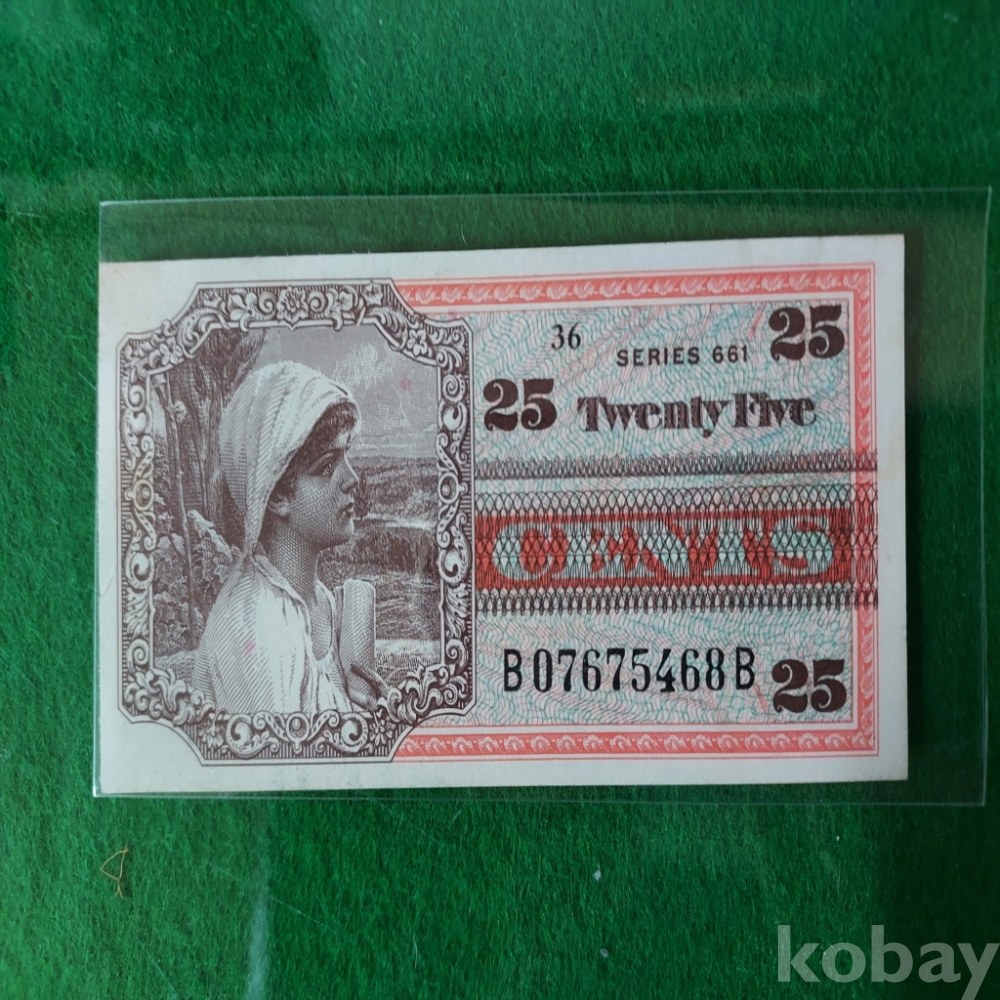 36
SERIES 661
25
25
Twenty Five
CENTS
B07675468B
25
kobay